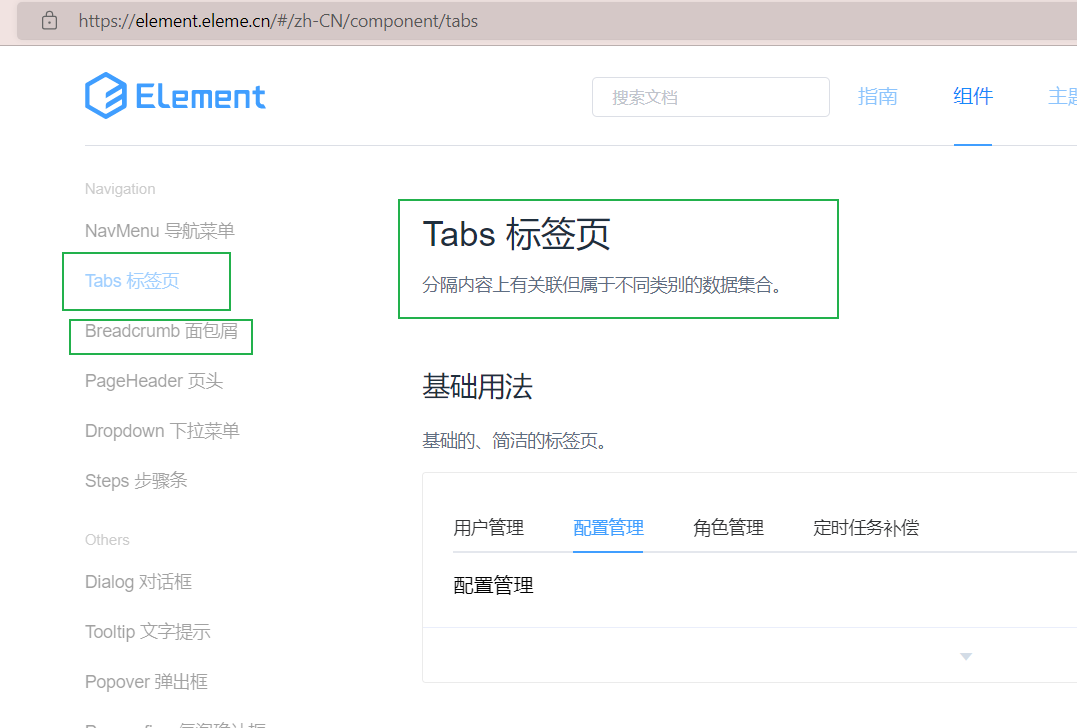 https://element.eleme.cn/#/zh-CN/component/tabs
Element
搜索文档
指南
组件
Navigation
NavMenu 导航菜单
Tabs 标签页
Breadcrumb 面包屑
PageHeader 页头
Dropdown 下拉菜单
Steps 步骤条
Others
Dialog 对话框
Tooltip 文字提示
Popover 弹出框
Tabs 标签页
分隔内容上有关联但属于不同类别的数据集合。
基础用法
基础的、简洁的标签页。
用户管理 配置管理 角色管理 定时任务补偿
配置管理